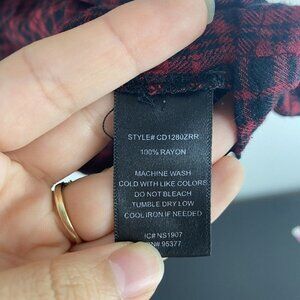 STYLE# CD1280ZRR
100% RAYON
MACHINE WASH
COLD WITH LIKE COLORS
DO NOT BLEACH
TUMBLE DRY LOW
COOL IRON IF NEEDED
IC# NS1907
RN# 95377